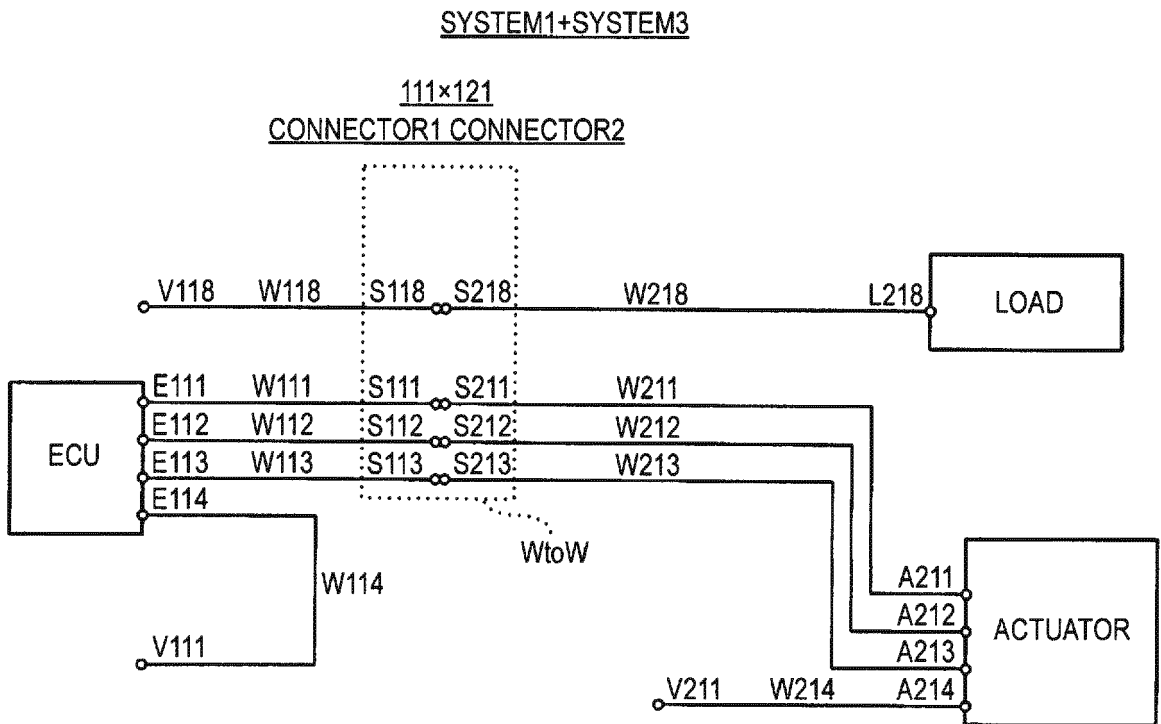 SYSTEM1+SYSTEM3
111×121
CONNECTOR1 CONNECTOR2
V118 W118 S118 S218 W218 L218 LOAD
E111 W111 S111 S211 W211
E112 W112 S112 S212 W212
ECU
E113 W113 S113 S213 W213
E114
WtoW
W114
A211
A212
ACTUATOR
V111
A213
V211 W214 A214